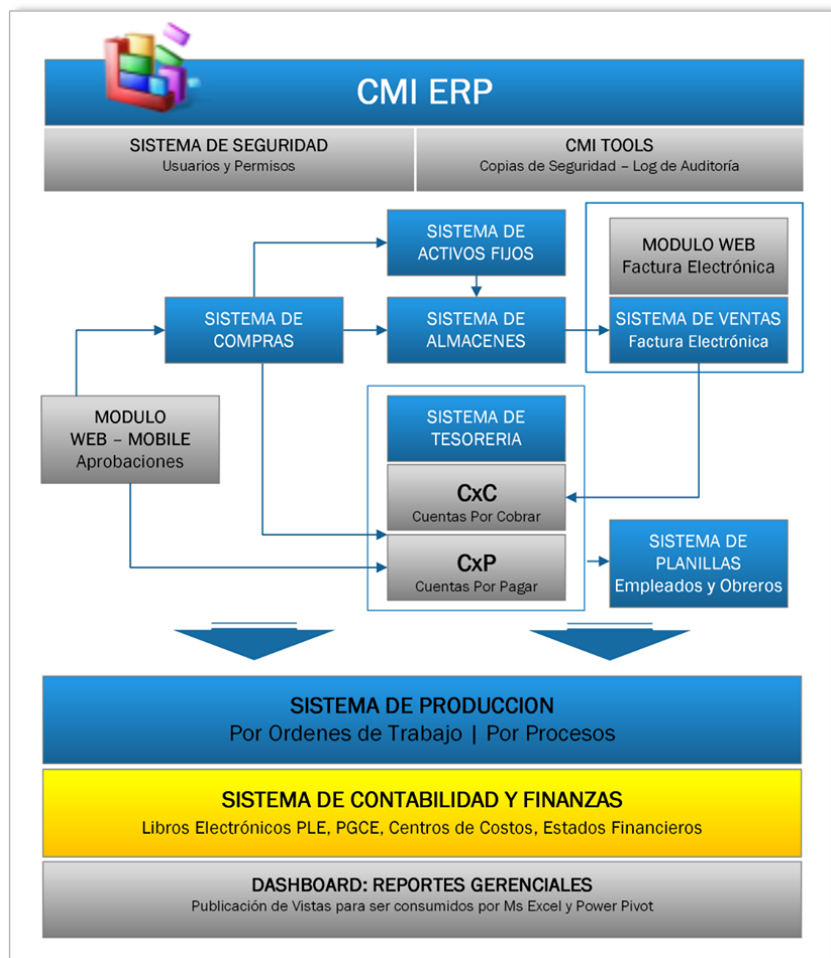 CMI ERP
SISTEMA DE SEGURIDAD
Usuarios y Permisos
CMI TOOLS
Copias de Seguridad – Log de Auditoría
SISTEMA DE
ACTIVOS FIJOS
MODULO WEB
Factura Electrónica
SISTEMA DE
COMPRAS
SISTEMA DE
ALMACENES
SISTEMA DE VENTAS
Factura Electrónica
MODULO
WEB – MOBILE
Aprobaciones
SISTEMA DE
TESORERIA
CxC
Cuentas Por Cobrar
CxP
Cuentas Por Pagar
SISTEMA DE
PLANILLAS
Empleados y Obreros
SISTEMA DE PRODUCCION
Por Ordenes de Trabajo | Por Procesos
SISTEMA DE CONTABILIDAD Y FINANZAS
Libros Electrónicos PLE, PGCE, Centros de Costos, Estados Financieros
DASHBOARD: REPORTES GERENCIALES
Publicación de Vistas para ser consumidos por Ms Excel y Power Pivot